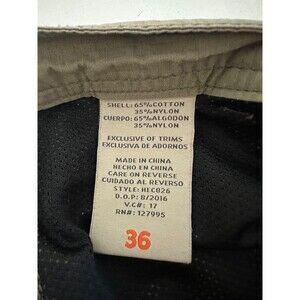 SHELL: 65%COTTON
35%NYLON
CUERPO: 65%ALGODON
35%NYLON
EXCLUSIVE OF TRIMS
EXCLUSIVA DE ADORNOS
MADE IN CHINA
HECHO EN CHINA
CARE ON REVERSE
CUIDADO AL REVERSO
STYLE: HEC826
D.O.P: 8/2016
V.C#: 17
RN#: 127995
36